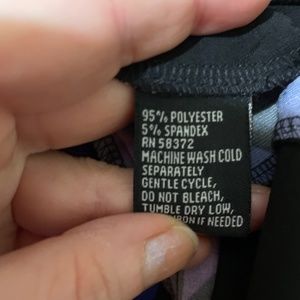 95% POLYESTER
5% SPANDEX
RN 58372
MACHINE WASH COLD
SEPARATELY
GENTLE CYCLE,
DO NOT BLEACH,
TUMBLE DRY LOW,
IRON IF NEEDED